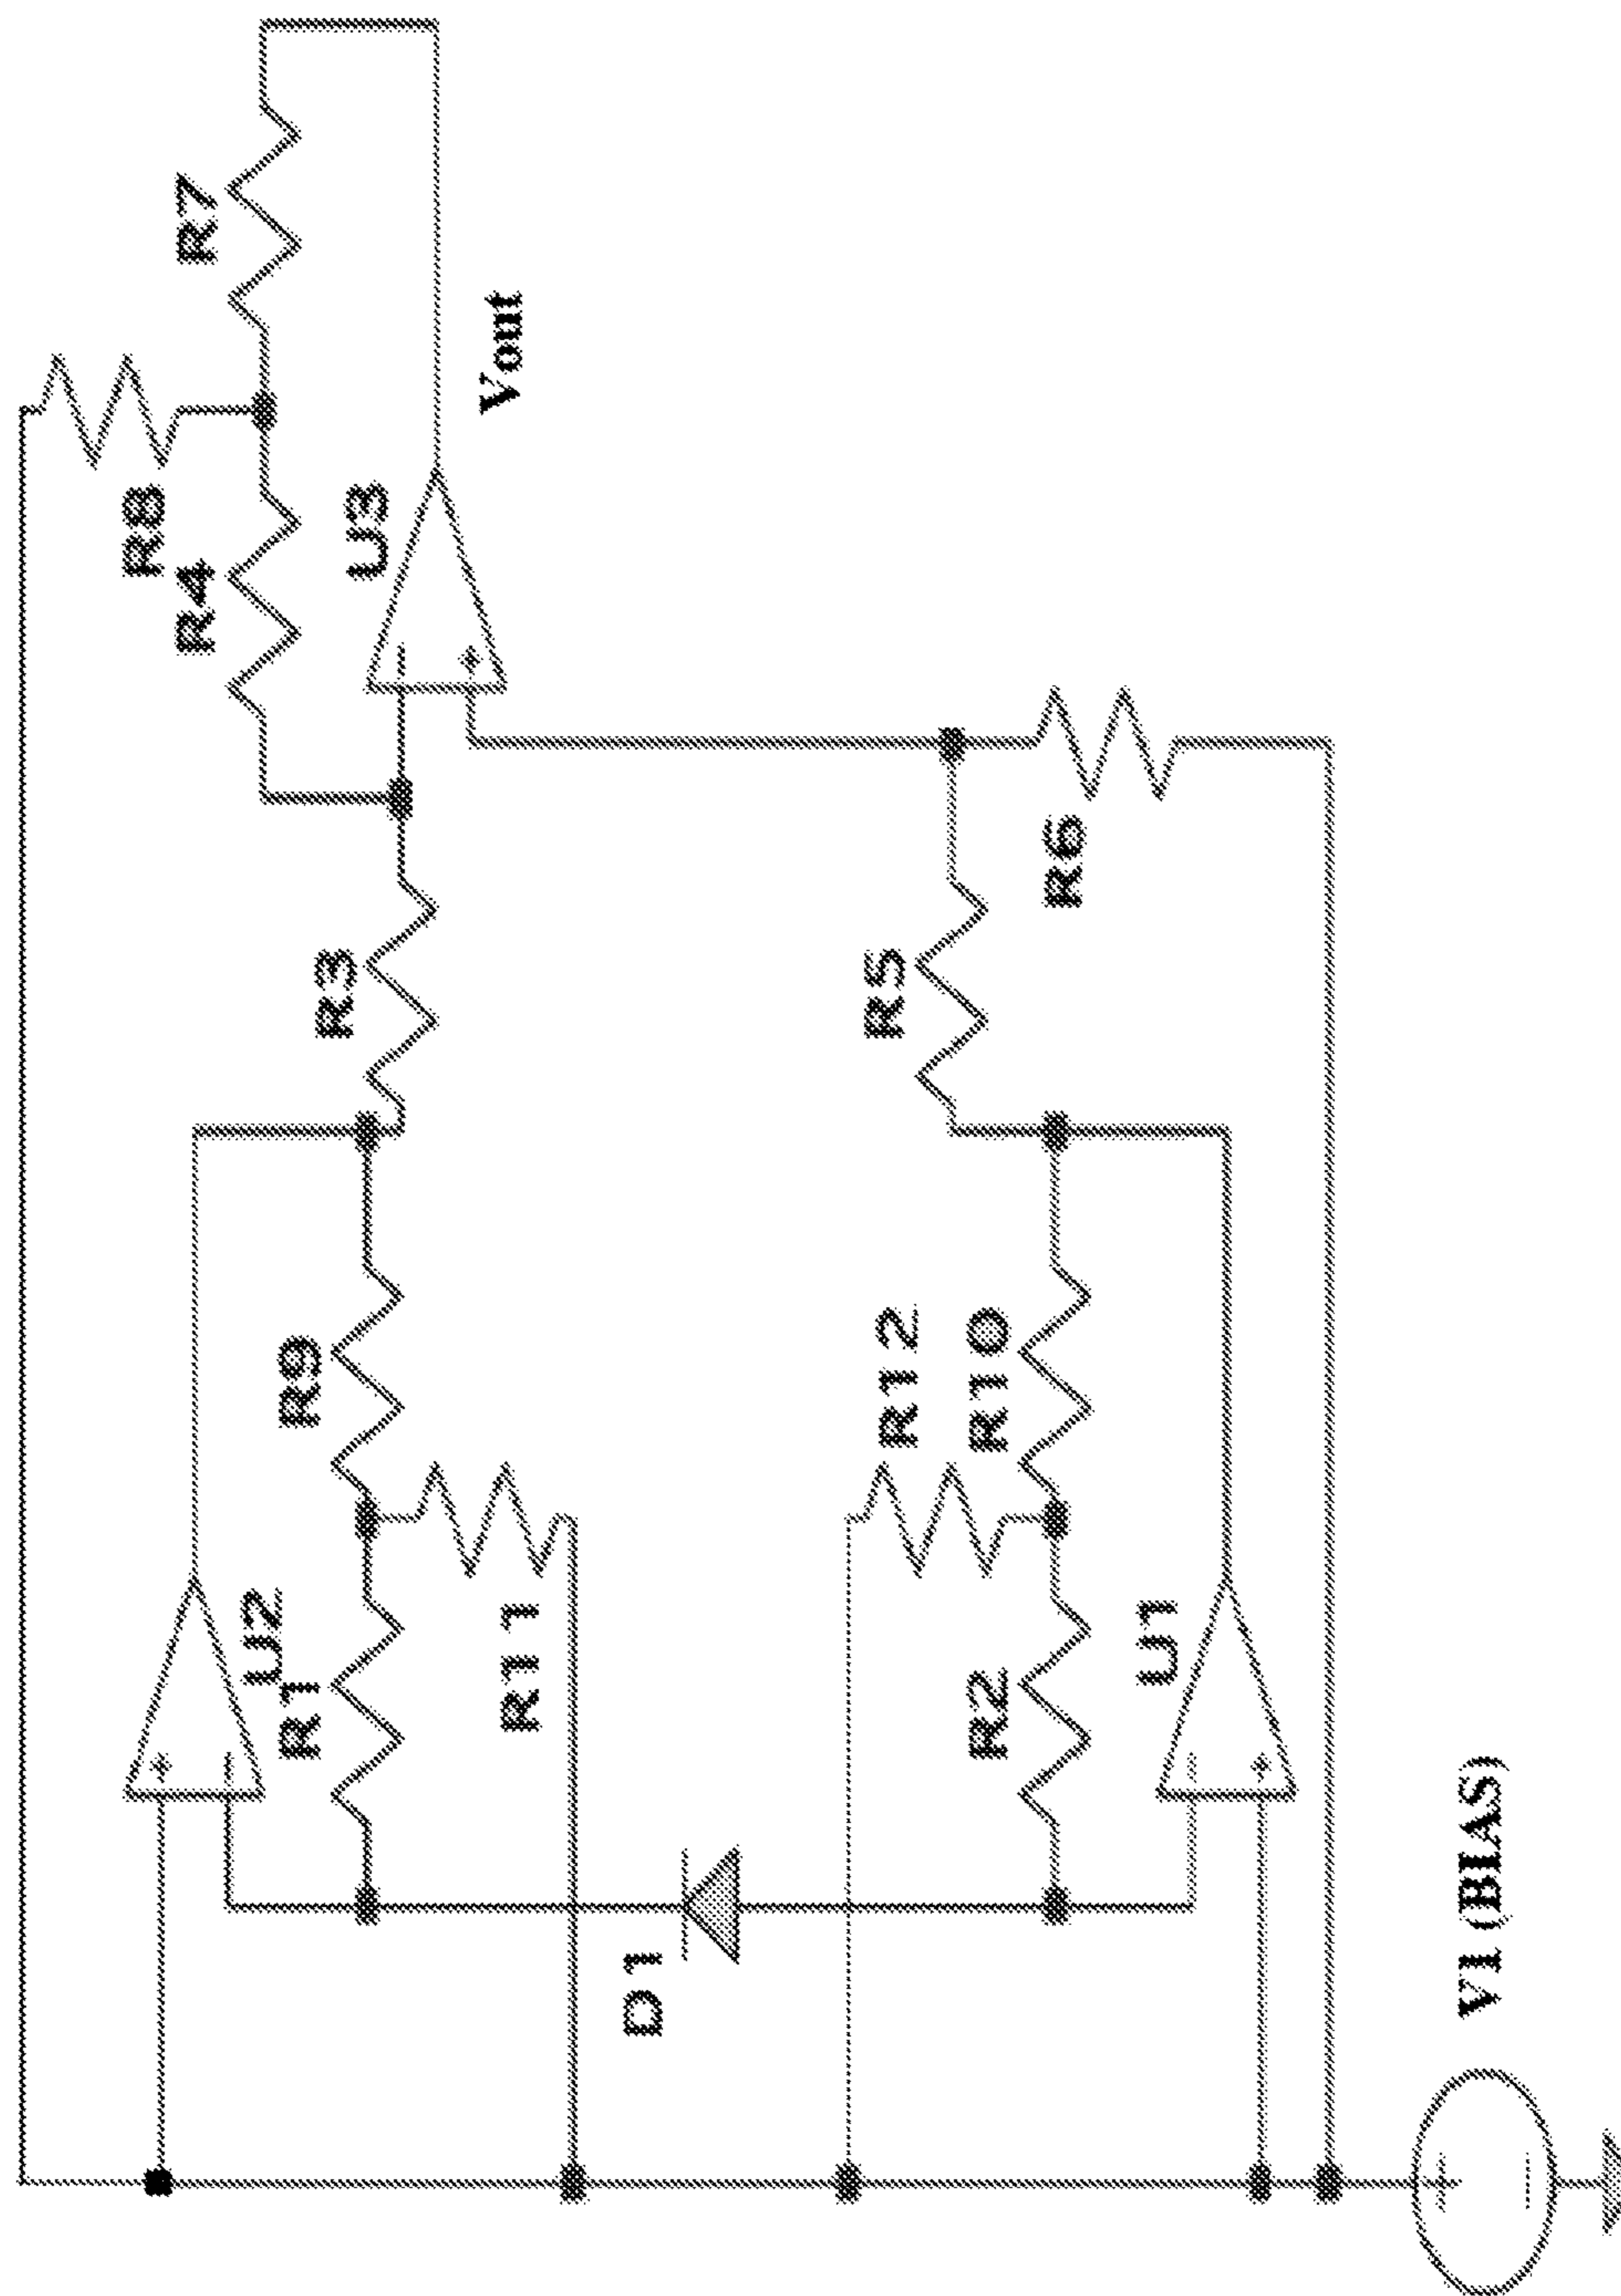 R7
R8
R4
U3
Vout
R3
R5
R6
R9
R12
R10
U2
R1
R11
R2
U1
D1
V1 (BIAS)